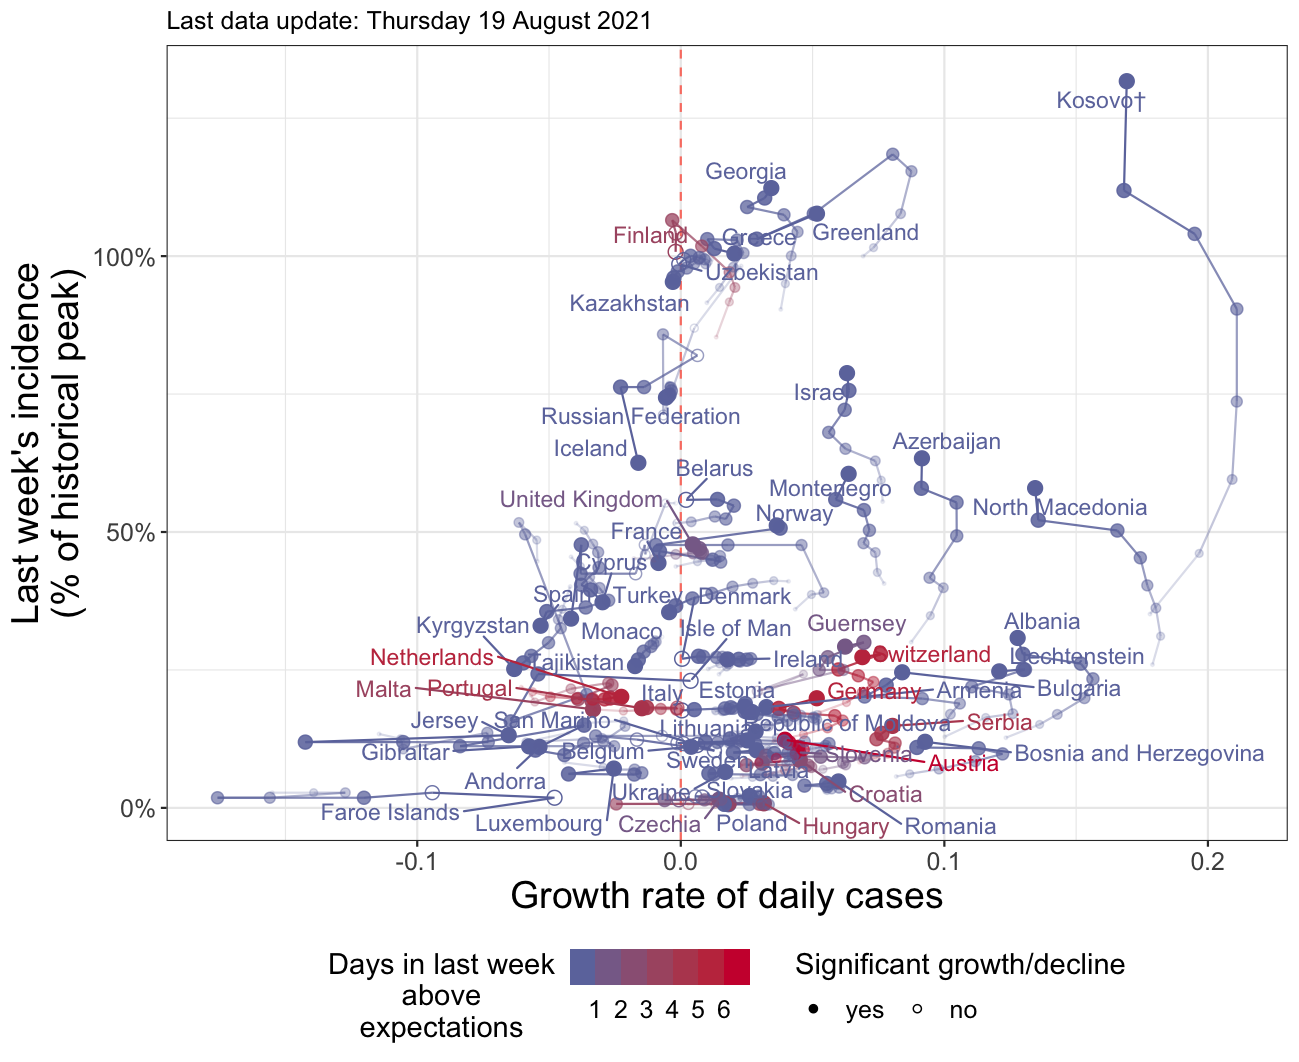 Last data update: Thursday 19 August 2021
Last week's incidence
(% of historical peak)
100%
50%
0%
Kosovo†
Georgia
Finland
Greece
Greenland
Uzbekistan
Kazakhstan
Israel
Russian Federation
Iceland
Azerbaijan
Belarus
Montenegro
United Kingdom
North Macedonia
Norway
France
Cyprus
Spain
Turkey
Denmark
Kyrgyzstan
Monaco
Isle of Man
Guernsey
Albania
Netherlands
Tajikistan
Ireland
Switzerland
Liechtenstein
Malta
Portugal
Italy
Estonia
Germany
Armenia
Bulgaria
Jersey
San Marino
Lithuania
Republic of Moldova
Serbia
Gibraltar
Belgium
Sweden
Slovenia
Bosnia and Herzegovina
Austria
Andorra
Latvia
Ukraine
Slovakia
Croatia
Faroe Islands
Luxembourg
Czechia
Poland
Hungary
Romania
-0.1
0.0
0.1
0.2
Growth rate of daily cases
Days in last week
above
expectations
1 2 3 4 5 6
Significant growth/decline
yes
no